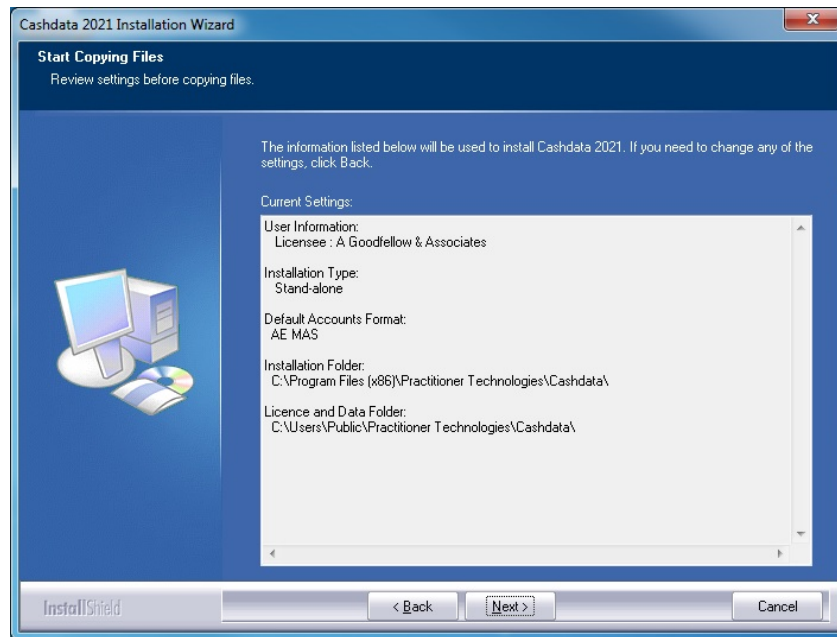 Cashdata 2021 Installation Wizard
Start Copying Files
Review settings before copying files.
The information listed below will be used to install Cashdata 2021. If you need to change any of the
settings, click Back.
Current Settings:
User Information:
Licensee : A Goodfellow & Associates
Installation Type:
Stand-alone
Default Accounts Format:
AE MAS
Installation Folder:
C:\Program Files (x86)\Practitioner Technologies\Cashdata\
Licence and Data Folder:
C:\Users\Public\Practitioner Technologies\Cashdata\
InstallShield
< Back
Next >
Cancel